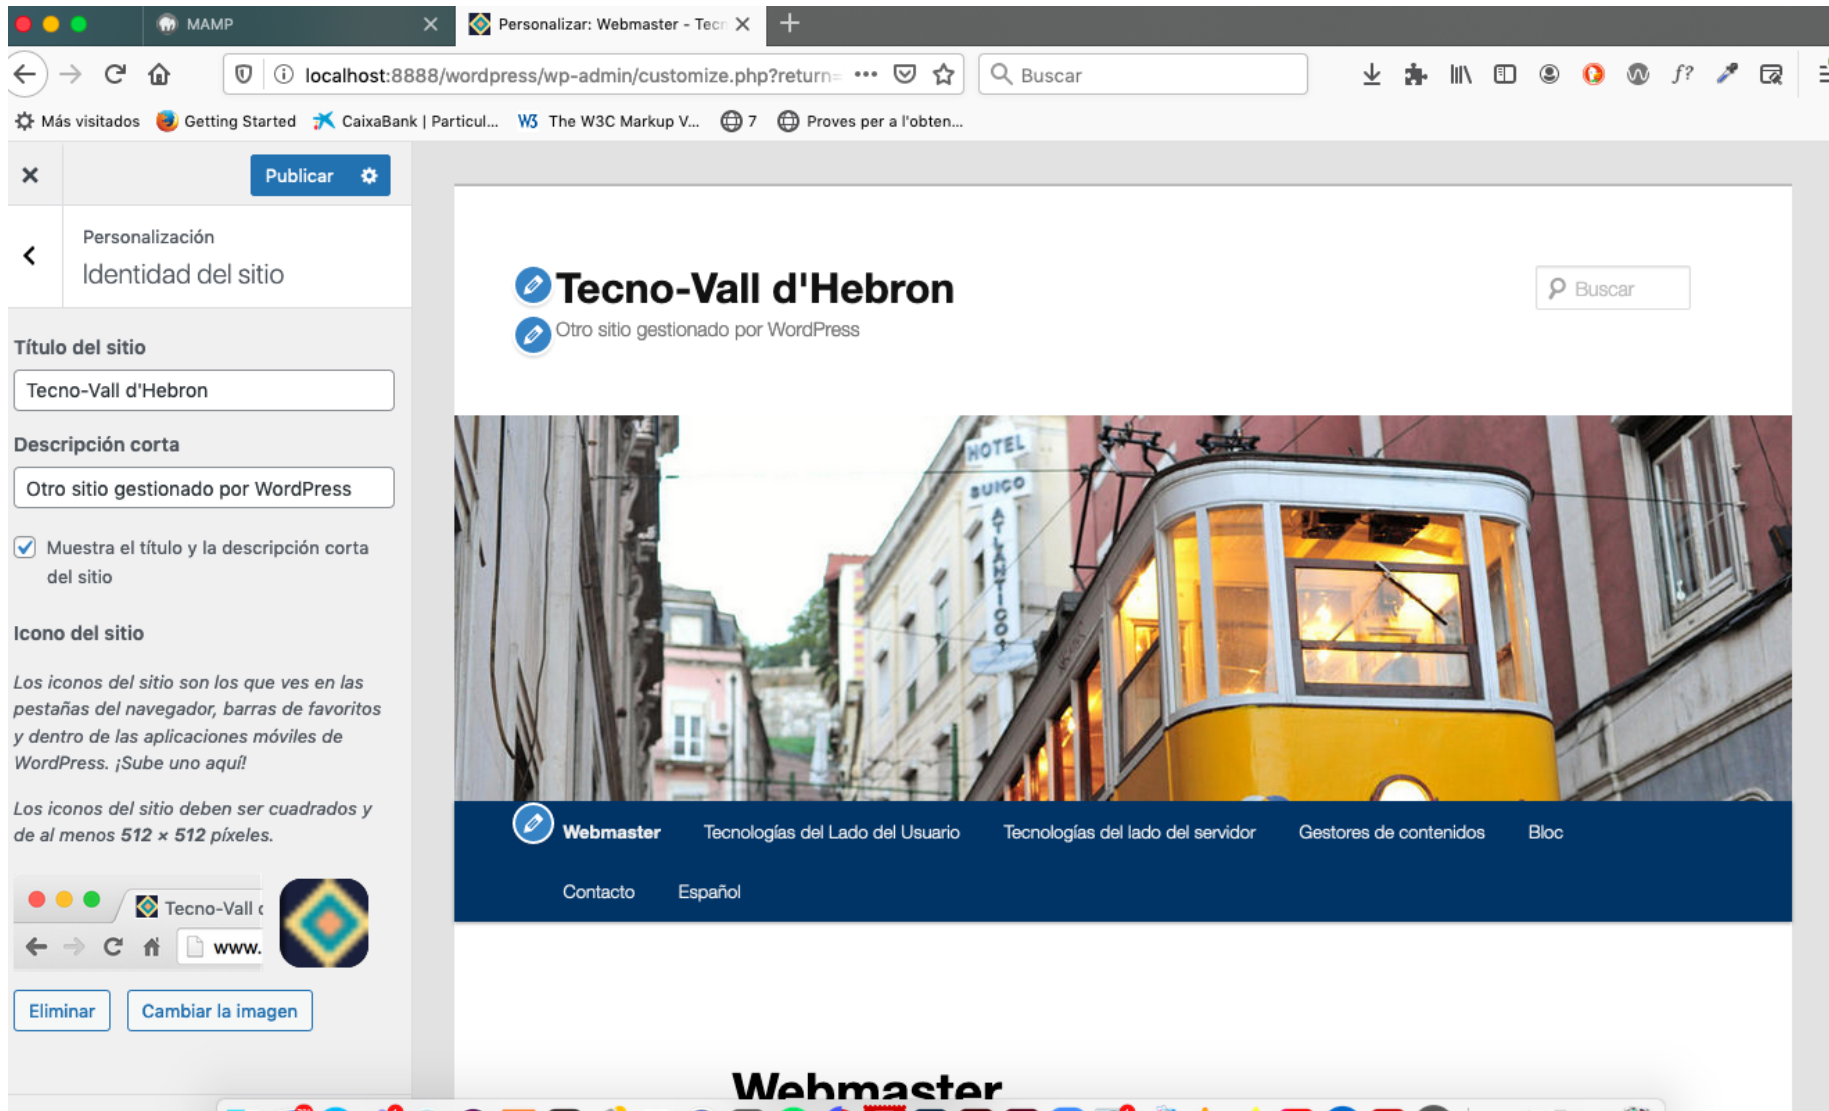 MAMP
Personalizar: Webmaster - Tecn
localhost:8888/wordpress/wp-admin/customize.php?return=
Buscar
f?
Más visitados
Getting Started
CaixaBank | Particul...
W3 The W3C Markup V...
7
Proves per a l'obten...
Publicar
Personalización
Identidad del sitio
Título del sitio
Tecno-Vall d'Hebron
Descripción corta
Otro sitio gestionado por WordPress
Muestra el título y la descripción corta
del sitio
Icono del sitio
Los iconos del sitio son los que ves en las
pestañas del navegador, barras de favoritos
y dentro de las aplicaciones móviles de
WordPress. ¡Sube uno aquí!
Los iconos del sitio deben ser cuadrados y
de al menos 512 × 512 píxeles.
Tecno-Vall d
www.
Eliminar
Cambiar la imagen
Tecno-Vall d'Hebron
Otro sitio gestionado por WordPress
Buscar
HOTEL
SUIÇO
ATLANTICO
Webmaster
Tecnologías del Lado del Usuario
Tecnologías del lado del servidor
Gestores de contenidos
Bloc
Contacto
Español
Webmaster